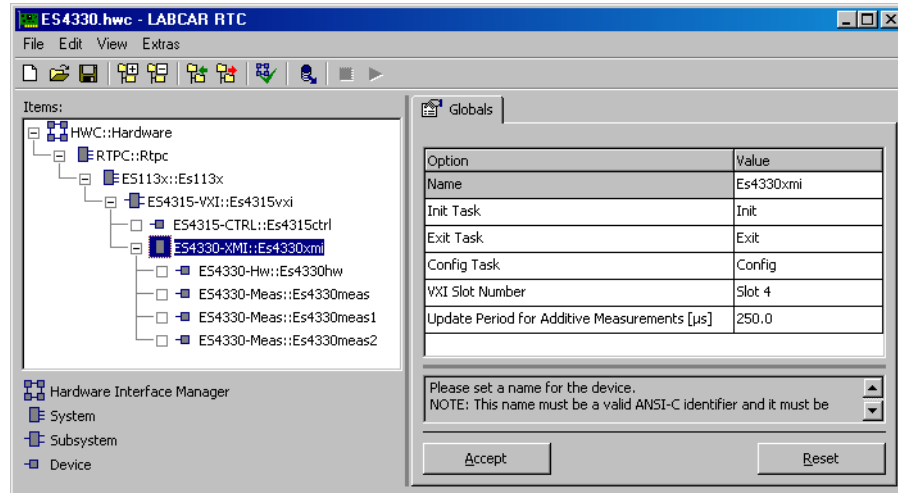 ES4330.hwc - LABCAR RTC
File Edit View Extras
Items:
HWC::Hardware
RTPC::Rtpc
ES113x::Es113x
ES4315-VXI::Es4315vxi
ES4315-CTRL::Es4315ctrl
ES4330-XMI::Es4330xmi
ES4330-Hw::Es4330hw
ES4330-Meas::Es4330meas
ES4330-Meas::Es4330meas1
ES4330-Meas::Es4330meas2
Hardware Interface Manager
System
Subsystem
Device
Globals
Option Value
Name Es4330xmi
Init Task Init
Exit Task Exit
Config Task Config
VXI Slot Number Slot 4
Update Period for Additive Measurements [µs] 250.0
Please set a name for the device.
NOTE: This name must be a valid ANSI-C identifier and it must be
Accept Reset